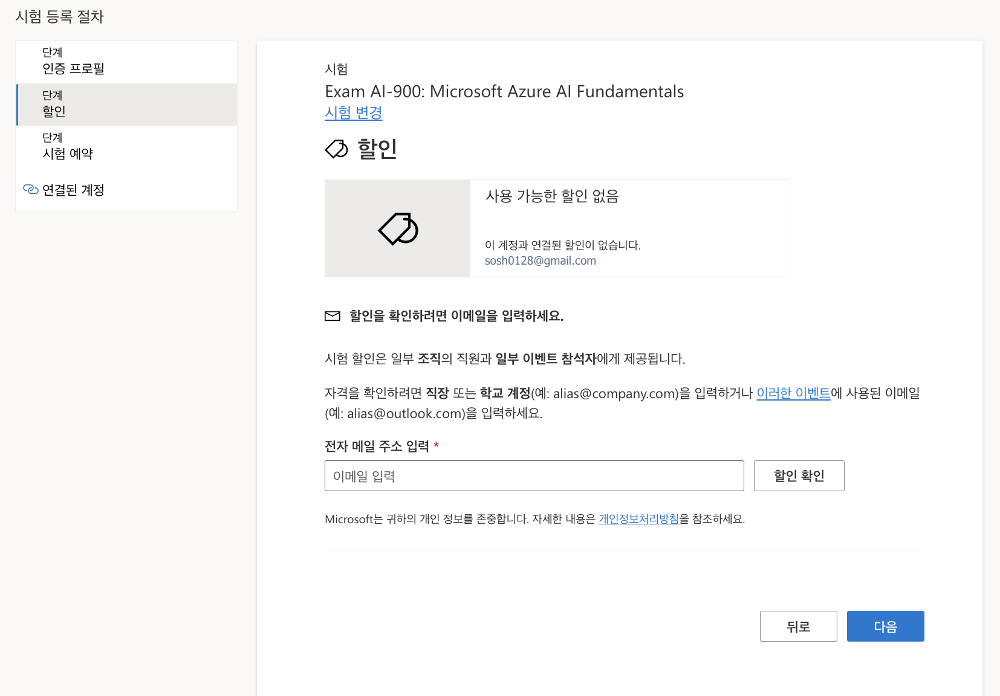 시험 등록 절차
단계
인증 프로필
단계
할인
단계
시험 예약
연결된 계정
시험
Exam AI-900: Microsoft Azure AI Fundamentals
시험 변경
할인
사용 가능한 할인 없음
이 계정과 연결된 할인이 없습니다.
sosh0128@gmail.com
할인을 확인하려면 이메일을 입력하세요.
시험 할인은 일부 조직의 직원과 일부 이벤트 참석자에게 제공됩니다.
자격을 확인하려면 직장 또는 학교 계정(예: alias@company.com)을 입력하거나 이러한 이벤트에 사용된 이메일
(예: alias@outlook.com)을 입력하세요.
전자 메일 주소 입력 *
이메일 입력
할인 확인
Microsoft는 귀하의 개인 정보를 존중합니다. 자세한 내용은 개인정보처리방침을 참조하세요.
뒤로
다음